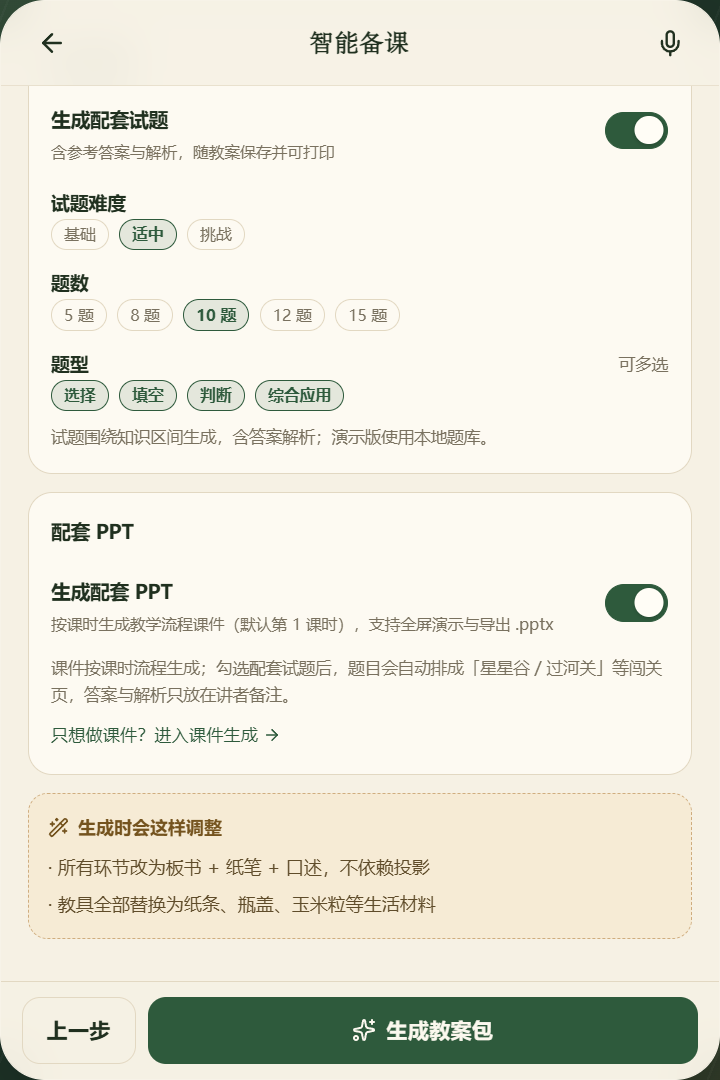 智能备课
生成配套试题
含参考答案与解析，随教案保存并可打印
试题难度
基础 适中 挑战
题数
5 题 8 题 10 题 12 题 15 题
题型 可多选
选择 填空 判断 综合应用
试题围绕知识区间生成，含答案解析；演示版使用本地题库。
配套 PPT
生成配套 PPT
按课时生成教学流程课件（默认第 1 课时），支持全屏演示与导出 .pptx
课件按课时流程生成；勾选配套试题后，题目会自动排成「星星谷 / 过河关」等闯关
页，答案与解析只放在讲者备注。
只想做课件？进入课件生成 →
生成时会这样调整
· 所有环节改为板书 + 纸笔 + 口述，不依赖投影
· 教具全部替换为纸条、瓶盖、玉米粒等生活材料
上一步 生成教案包